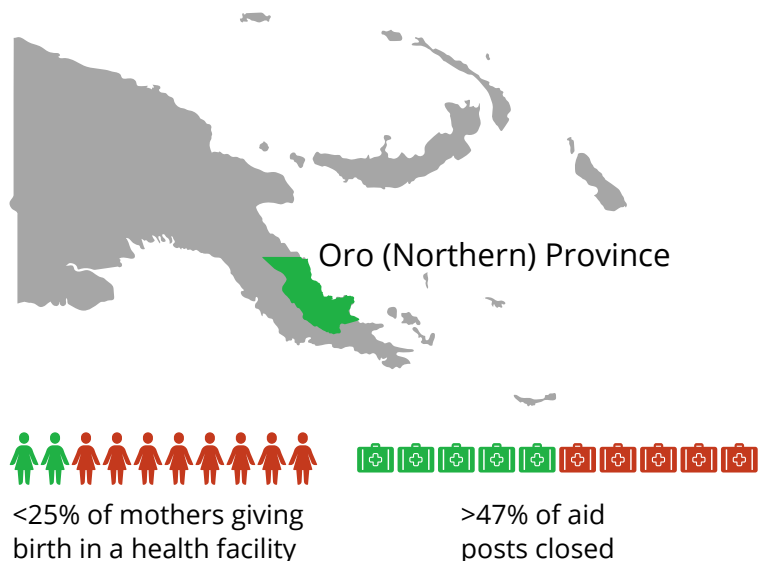 Oro (Northern) Province
<25% of mothers giving
birth in a health facility
>47% of aid
posts closed